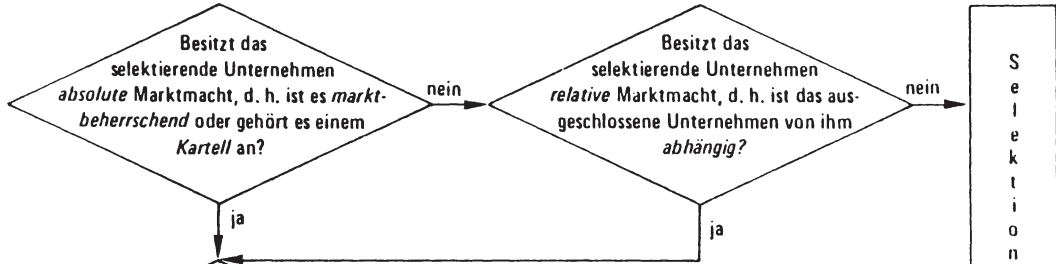 Besitzt das
selektierende Unternehmen
absolute Marktmacht, d. h. ist es markt-
beherrschend oder gehört es einem
Kartell an?
nein
Besitzt das
selektierende Unternehmen
relative Marktmacht, d. h. ist das aus-
geschlossene Unternehmen von ihm
abhängig?
nein
S
e
l
e
k
t
i
o
n
ja
ja